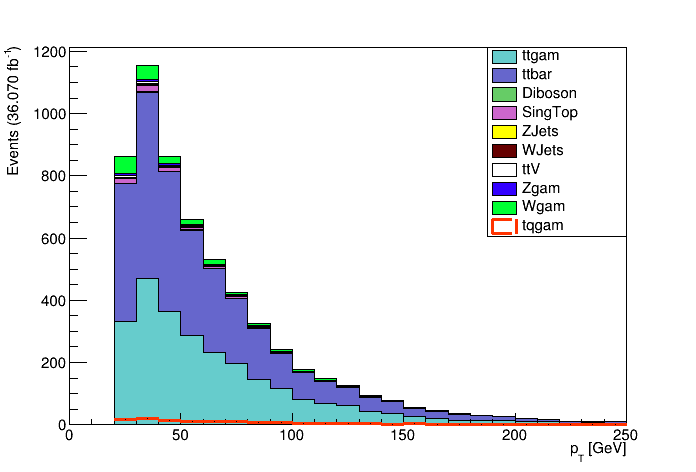 Events (36.070 fb⁻¹)
1200
1000
800
600
400
200
0
0 50 100 150 200 250
p_T [GeV]
ttgam
ttbar
Diboson
SingTop
ZJets
WJets
ttV
Zgam
Wgam
tqgam